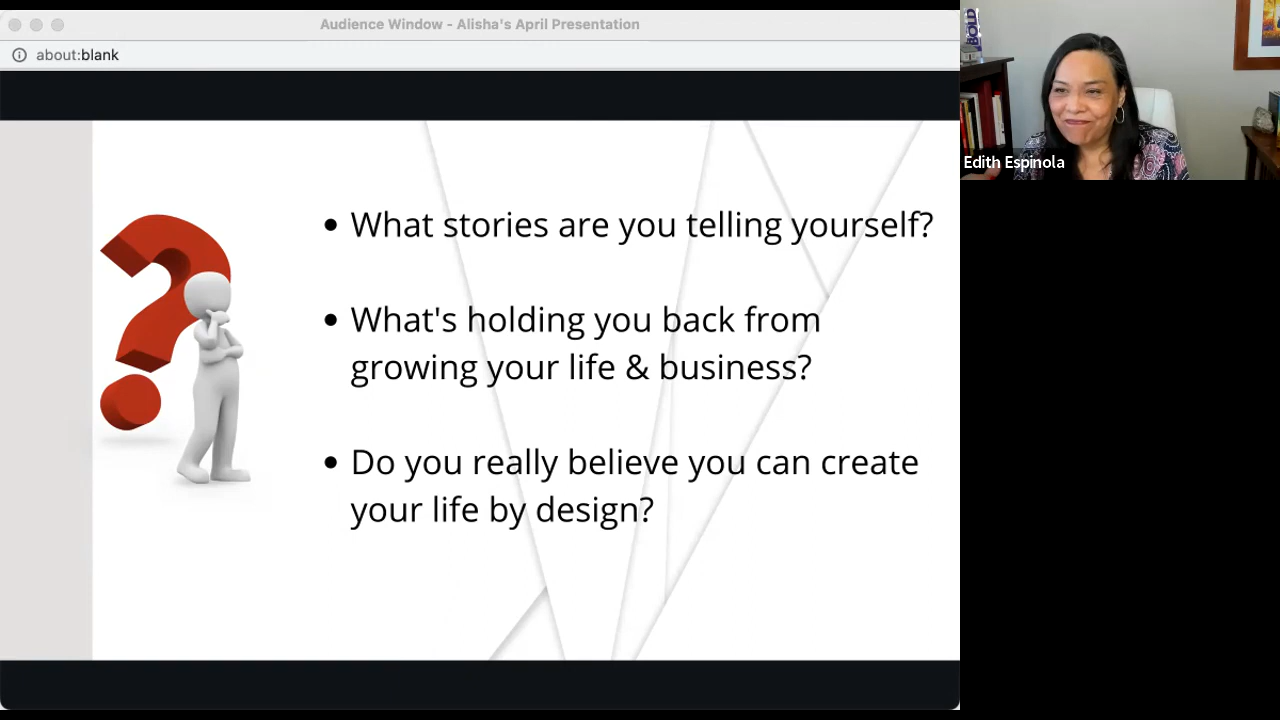 Audience Window - Alisha's April Presentation
about:blank
• What stories are you telling yourself?
• What's holding you back from
growing your life & business?
• Do you really believe you can create
your life by design?
BOLD
Edith Espinola